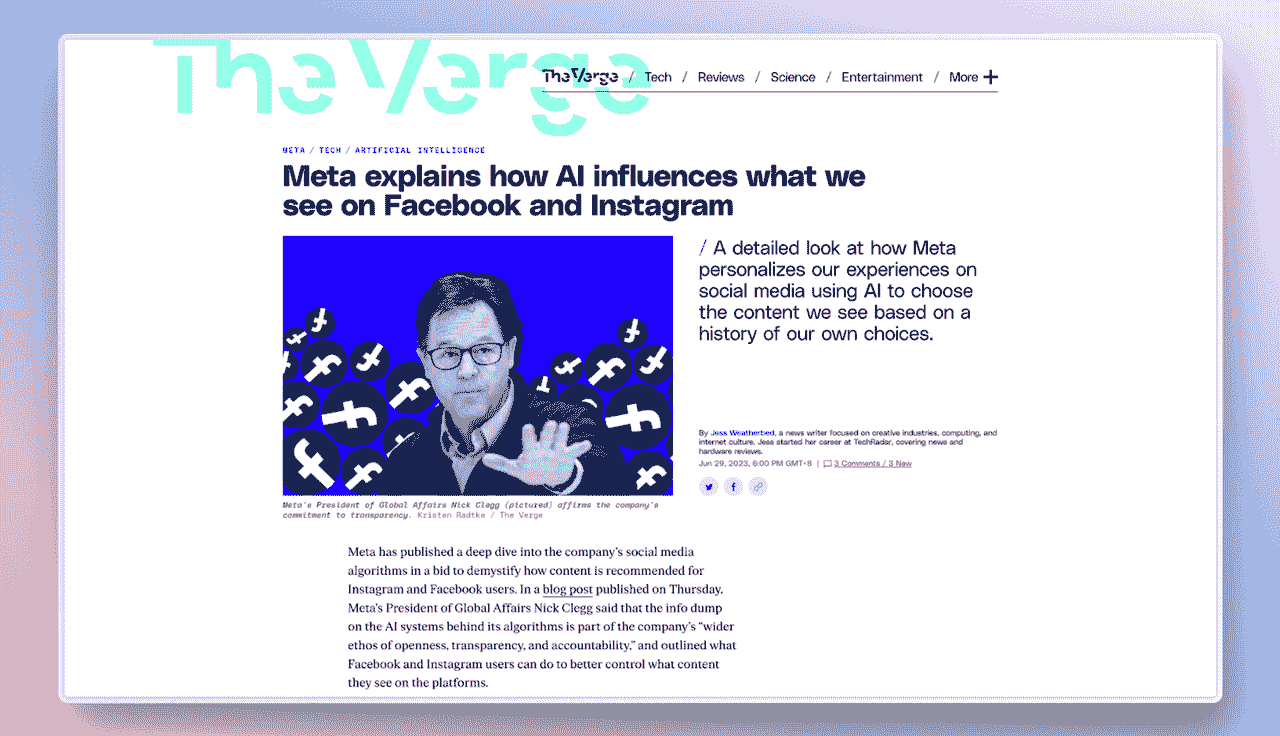 The Verge
The Verge / Tech / Reviews / Science / Entertainment / More +
META / TECH / ARTIFICIAL INTELLIGENCE
Meta explains how AI influences what we
see on Facebook and Instagram
/ A detailed look at how Meta
personalizes our experiences on
social media using AI to choose
the content we see based on a
history of our own choices.
By Jess Weatherbed, a news writer focused on creative industries, computing, and
internet culture. Jess started her career at TechRadar, covering news and
hardware reviews.
Jun 29, 2023, 6:00 PM GMT+8 | 3 Comments / 3 New
Meta's President of Global Affairs Nick Clegg (pictured) affirms the company's
commitment to transparency. Kristen Radtke / The Verge
Meta has published a deep dive into the company's social media
algorithms in a bid to demystify how content is recommended for
Instagram and Facebook users. In a blog post published on Thursday,
Meta's President of Global Affairs Nick Clegg said that the info dump
on the AI systems behind its algorithms is part of the company's “wider
ethos of openness, transparency, and accountability,” and outlined what
Facebook and Instagram users can do to better control what content
they see on the platforms.